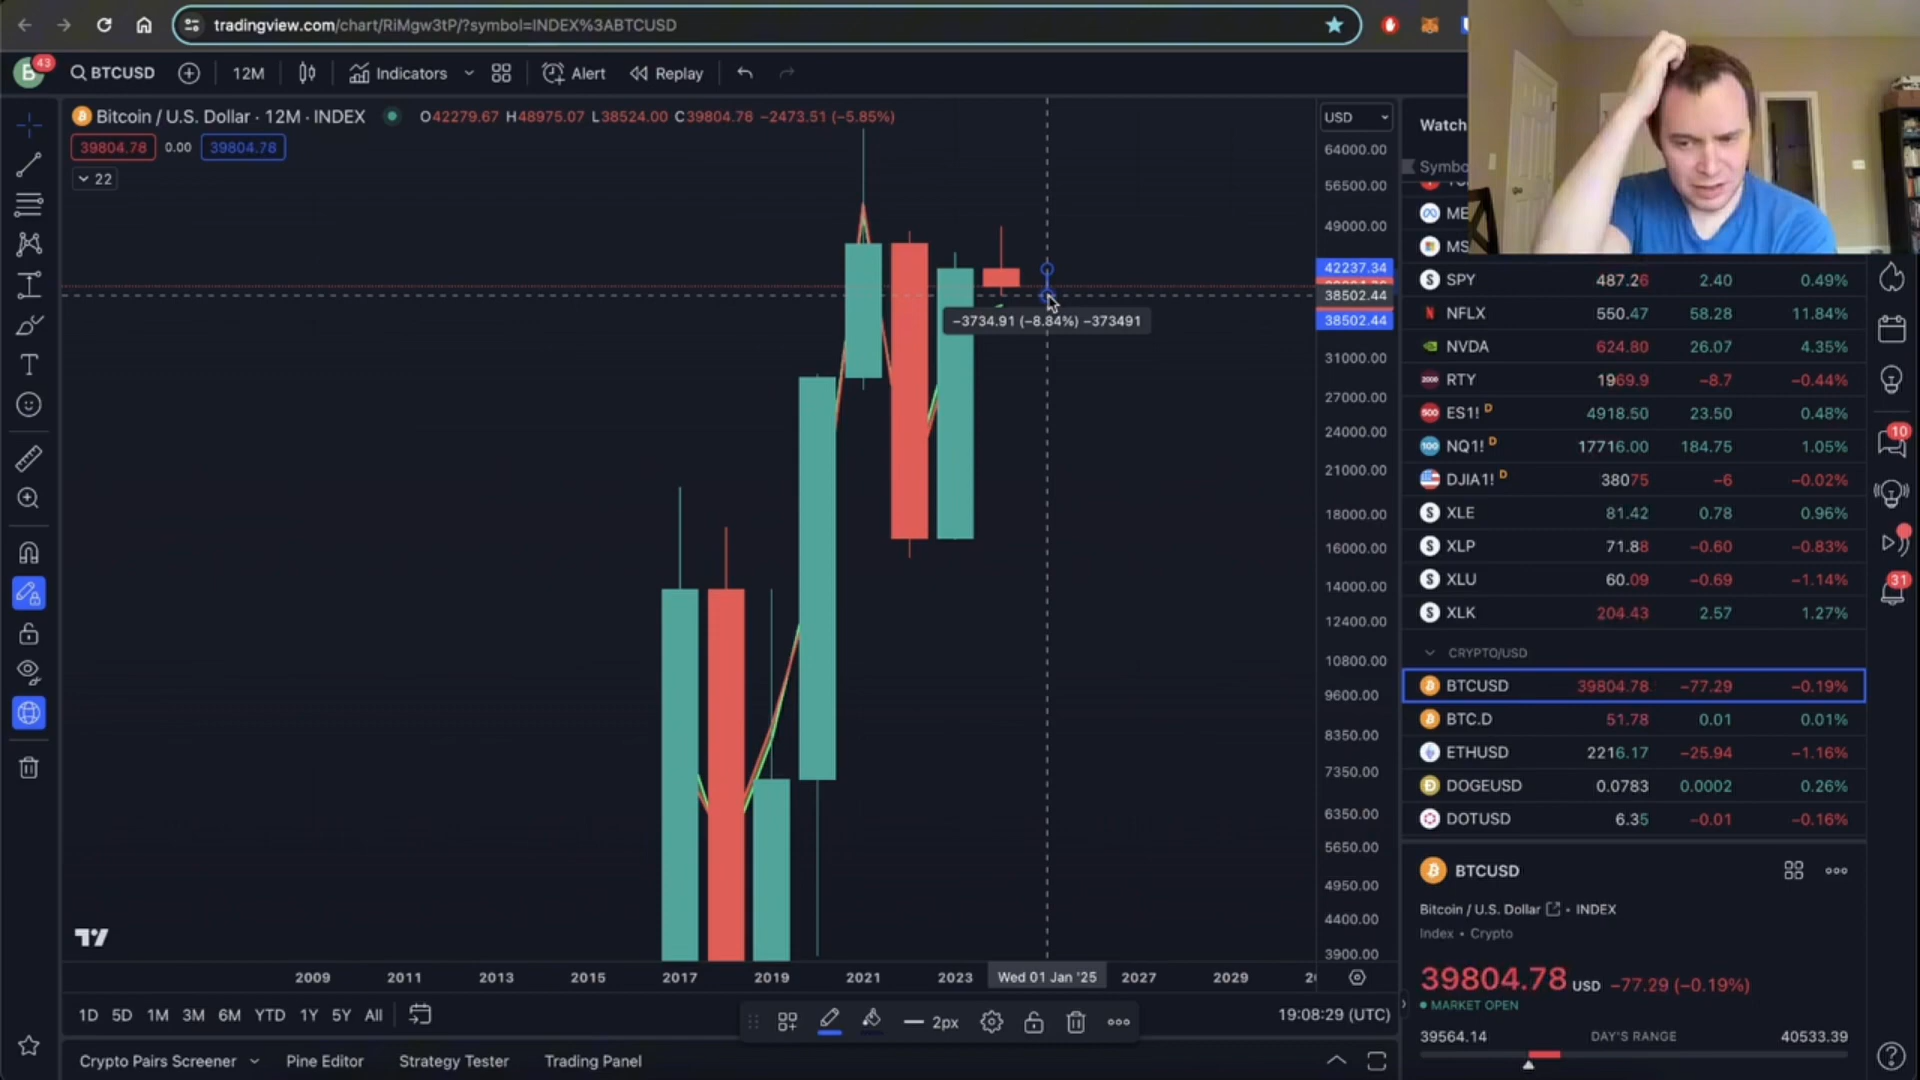 tradingview.com/chart/RiMgw3tP/?symbol=INDEX%3ABTCUSD
B 43 BTCUSD 12M Indicators Alert Replay
Bitcoin / U.S. Dollar · 12M · INDEX O42279.67 H48975.07 L38524.00 C39804.78 −2473.51 (−5.85%)
39804.78 0.00 39804.78
22
USD
64000.00
56500.00
49000.00
42237.34
38502.44
38502.44
31000.00
27000.00
24000.00
21000.00
18000.00
16000.00
14000.00
12400.00
10800.00
9600.00
8350.00
7350.00
6350.00
5650.00
4950.00
4400.00
3900.00
−3734.91 (−8.84%) −373491
2009 2011 2013 2015 2017 2019 2021 2023 Wed 01 Jan '25 2027 2029
1D 5D 1M 3M 6M YTD 1Y 5Y All
2px
19:08:29 (UTC)
Crypto Pairs Screener Pine Editor Strategy Tester Trading Panel
Watch
Symbo
ME
MS
SPY 487.26 2.40 0.49%
NFLX 550.47 58.28 11.84%
NVDA 624.80 26.07 4.35%
RTY 1969.9 −8.7 −0.44%
ES1! D 4918.50 23.50 0.48%
NQ1! D 17716.00 184.75 1.05%
DJIA1! D 38075 −6 −0.02%
XLE 81.42 0.78 0.96%
XLP 71.88 −0.60 −0.83%
XLU 60.09 −0.69 −1.14%
XLK 204.43 2.57 1.27%
CRYPTO/USD
BTCUSD 39804.78 −77.29 −0.19%
BTC.D 51.78 0.01 0.01%
ETHUSD 2216.17 −25.94 −1.16%
DOGEUSD 0.0783 0.0002 0.26%
DOTUSD 6.35 −0.01 −0.16%
BTCUSD
Bitcoin / U.S. Dollar • INDEX
Index • Crypto
39804.78 USD −77.29 (−0.19%)
MARKET OPEN
39564.14 DAY'S RANGE 40533.39
10
31